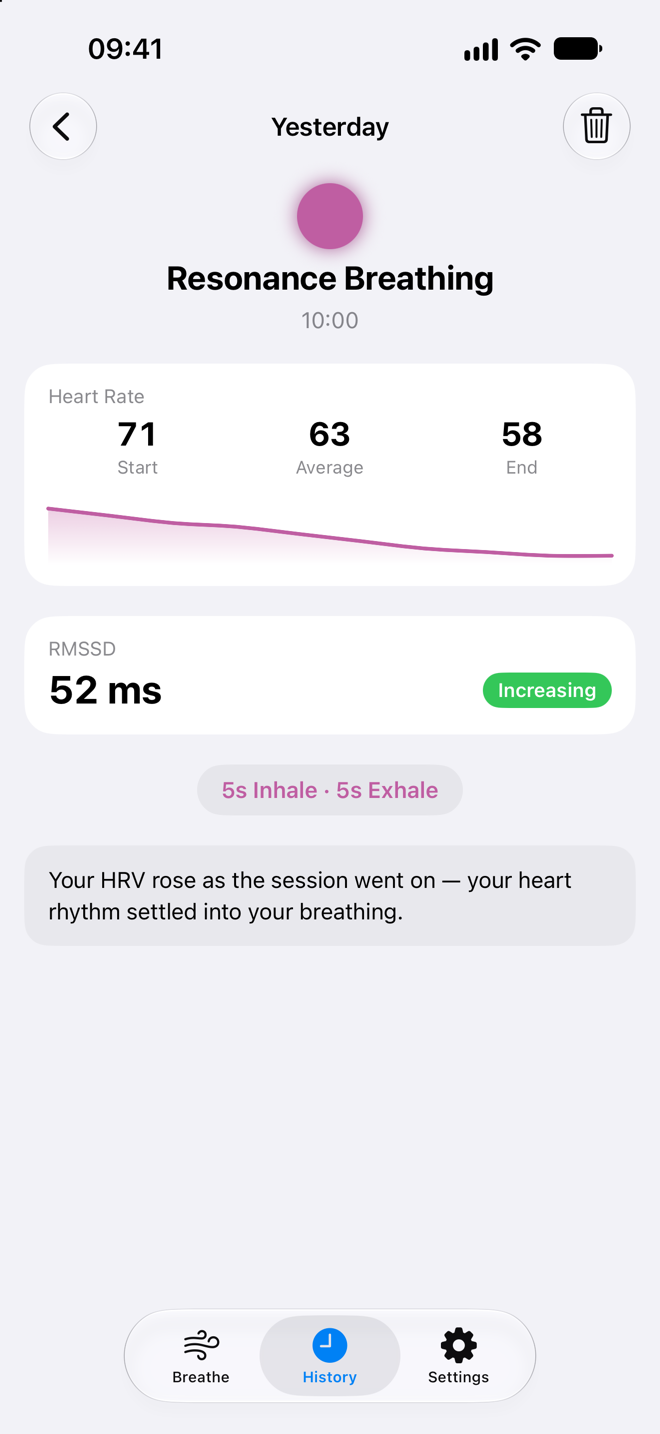 09:41
Yesterday
Resonance Breathing
10:00
Heart Rate
71 63 58
Start Average End
RMSSD
52 ms Increasing
5s Inhale · 5s Exhale
Your HRV rose as the session went on — your heart
rhythm settled into your breathing.
Breathe History Settings